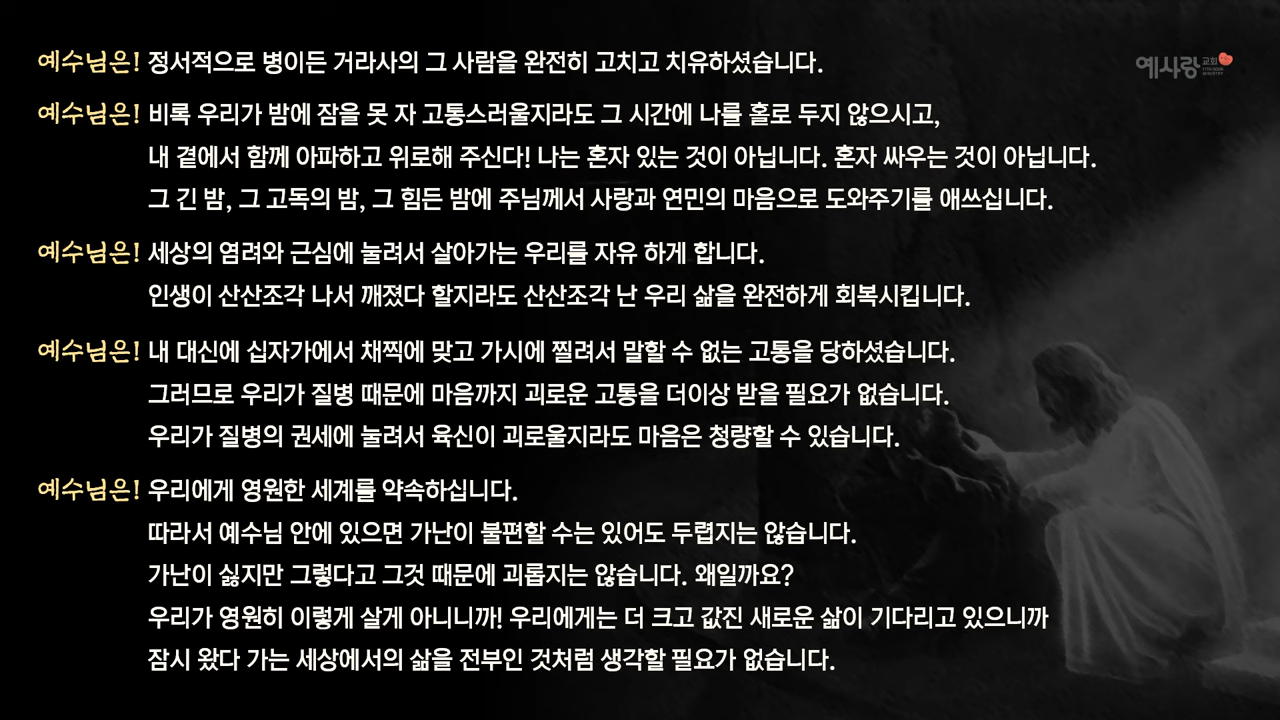 예수님은! 정서적으로 병이든 거라사의 그 사람을 완전히 고치고 치유하셨습니다.
예사랑 교회
예수님은! 비록 우리가 밤에 잠을 못 자 고통스러울지라도 그 시간에 나를 홀로 두지 않으시고,
내 곁에서 함께 아파하고 위로해 주신다! 나는 혼자 있는 것이 아닙니다. 혼자 싸우는 것이 아닙니다.
그 긴 밤, 그 고독의 밤, 그 힘든 밤에 주님께서 사랑과 연민의 마음으로 도와주기를 애쓰십니다.
예수님은! 세상의 염려와 근심에 눌려서 살아가는 우리를 자유 하게 합니다.
인생이 산산조각 나서 깨졌다 할지라도 산산조각 난 우리 삶을 완전하게 회복시킵니다.
예수님은! 내 대신에 십자가에서 채찍에 맞고 가시에 찔려서 말할 수 없는 고통을 당하셨습니다.
그러므로 우리가 질병 때문에 마음까지 괴로운 고통을 더이상 받을 필요가 없습니다.
우리가 질병의 권세에 눌려서 육신이 괴로울지라도 마음은 청량할 수 있습니다.
예수님은! 우리에게 영원한 세계를 약속하십니다.
따라서 예수님 안에 있으면 가난이 불편할 수는 있어도 두렵지는 않습니다.
가난이 싫지만 그렇다고 그것 때문에 괴롭지는 않습니다. 왜일까요?
우리가 영원히 이렇게 살게 아니니까! 우리에게는 더 크고 값진 새로운 삶이 기다리고 있으니까
잠시 왔다 가는 세상에서의 삶을 전부인 것처럼 생각할 필요가 없습니다.